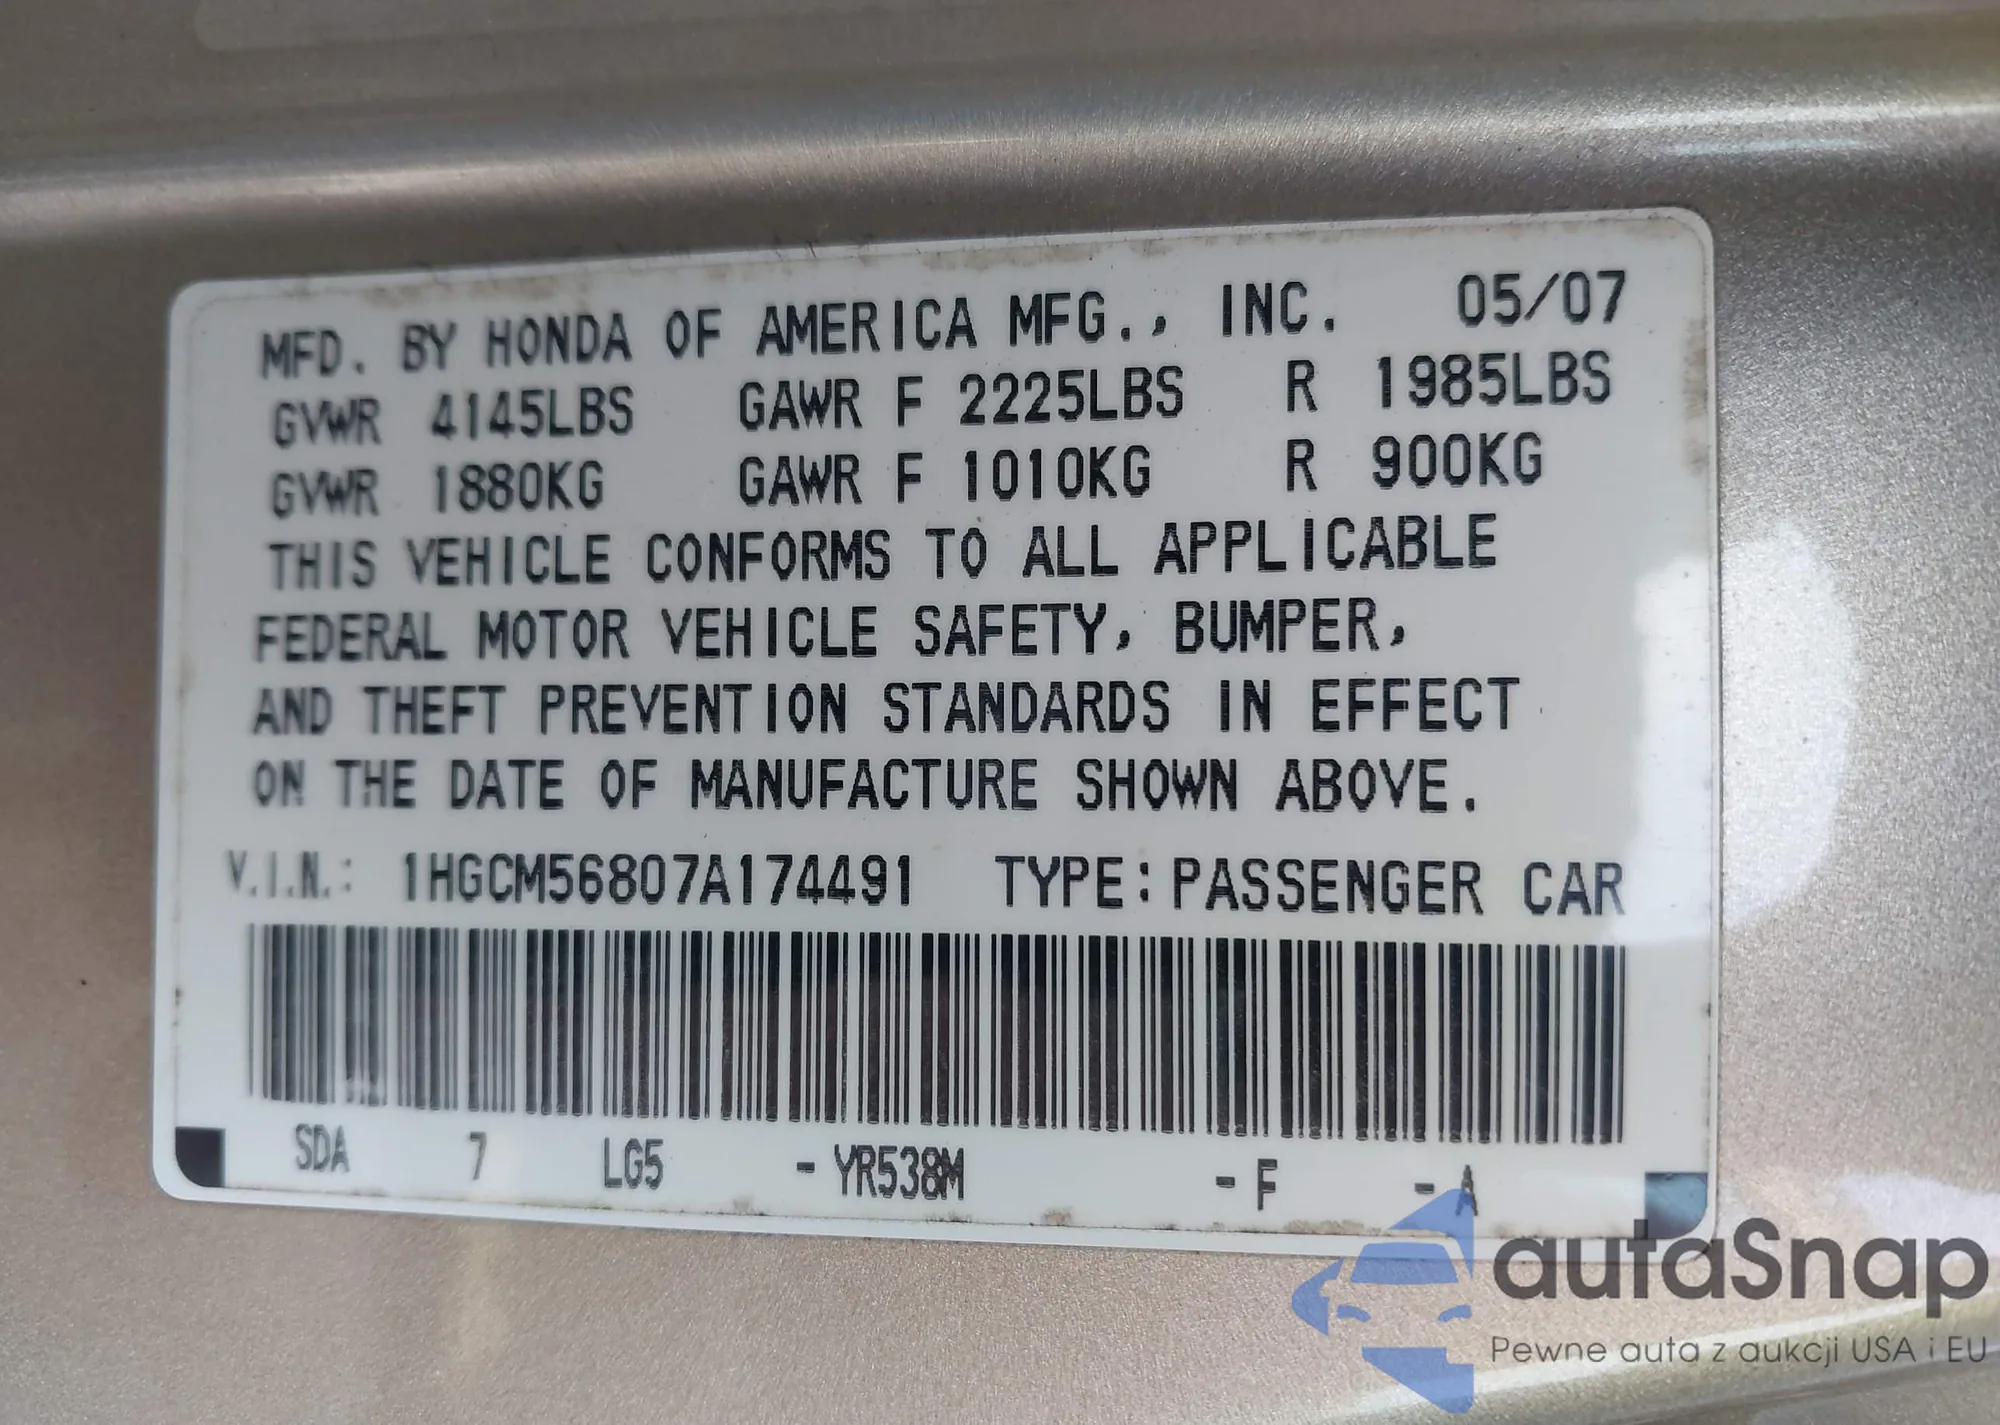 MFD. BY HONDA OF AMERICA MFG., INC. 05/07
GVWR 4145LBS GAWR F 2225LBS R 1985LBS
GVWR 1880KG GAWR F 1010KG R 900KG
THIS VEHICLE CONFORMS TO ALL APPLICABLE
FEDERAL MOTOR VEHICLE SAFETY, BUMPER,
AND THEFT PREVENTION STANDARDS IN EFFECT
ON THE DATE OF MANUFACTURE SHOWN ABOVE.
V.I.N.: 1HGCM56807A174491 TYPE: PASSENGER CAR
SDA 7 LG5 - YR538M - F - A
autaSnap
Pewne auta z aukcji USA i EU